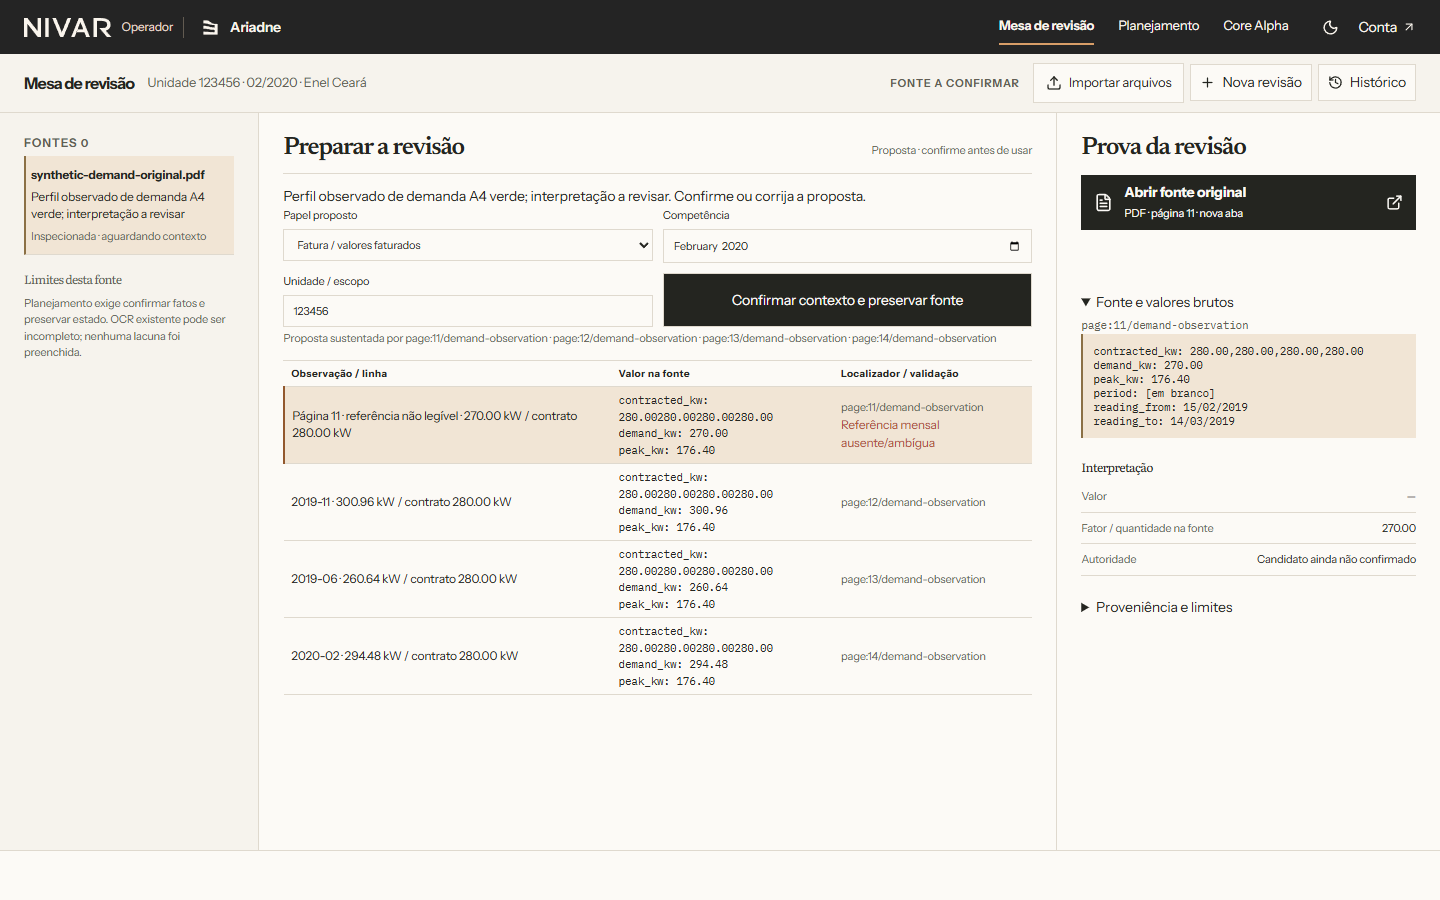 NIVAR Operador Ariadne Mesa de revisão Planejamento Core Alpha Conta
Mesa de revisão Unidade 123456 · 02/2020 · Enel Ceará FONTE A CONFIRMAR Importar arquivos Nova revisão Histórico
FONTES 0
synthetic-demand-original.pdf
Perfil observado de demanda A4
verde; interpretação a revisar
Inspecionada · aguardando contexto
Limites desta fonte
Planejamento exige confirmar fatos e
preservar estado. OCR existente pode ser
incompleto; nenhuma lacuna foi
preenchida.
Preparar a revisão
Proposta · confirme antes de usar
Perfil observado de demanda A4 verde; interpretação a revisar. Confirme ou corrija a proposta.
Papel proposto Competência
Fatura / valores faturados February 2020
Unidade / escopo
123456
Confirmar contexto e preservar fonte
Proposta sustentada por page:11/demand-observation · page:12/demand-observation · page:13/demand-observation · page:14/demand-observation
Observação / linha Valor na fonte Localizador / validação
Página 11 · referência não legível · 270.00 kW / contrato
280.00 kW
contracted_kw:
280.00280.00280.00280.00
demand_kw: 270.00
peak_kw: 176.40
page:11/demand-observation
Referência mensal
ausente/ambígua
2019-11 · 300.96 kW / contrato 280.00 kW
contracted_kw:
280.00280.00280.00280.00
demand_kw: 300.96
peak_kw: 176.40
page:12/demand-observation
2019-06 · 260.64 kW / contrato 280.00 kW
contracted_kw:
280.00280.00280.00280.00
demand_kw: 260.64
peak_kw: 176.40
page:13/demand-observation
2020-02 · 294.48 kW / contrato 280.00 kW
contracted_kw:
280.00280.00280.00280.00
demand_kw: 294.48
peak_kw: 176.40
page:14/demand-observation
Prova da revisão
Abrir fonte original
PDF · página 11 · nova aba
Fonte e valores brutos
page:11/demand-observation
contracted_kw: 280.00,280.00,280.00,280.00
demand_kw: 270.00
peak_kw: 176.40
period: [em branco]
reading_from: 15/02/2019
reading_to: 14/03/2019
Interpretação
Valor —
Fator / quantidade na fonte 270.00
Autoridade Candidato ainda não confirmado
Proveniência e limites